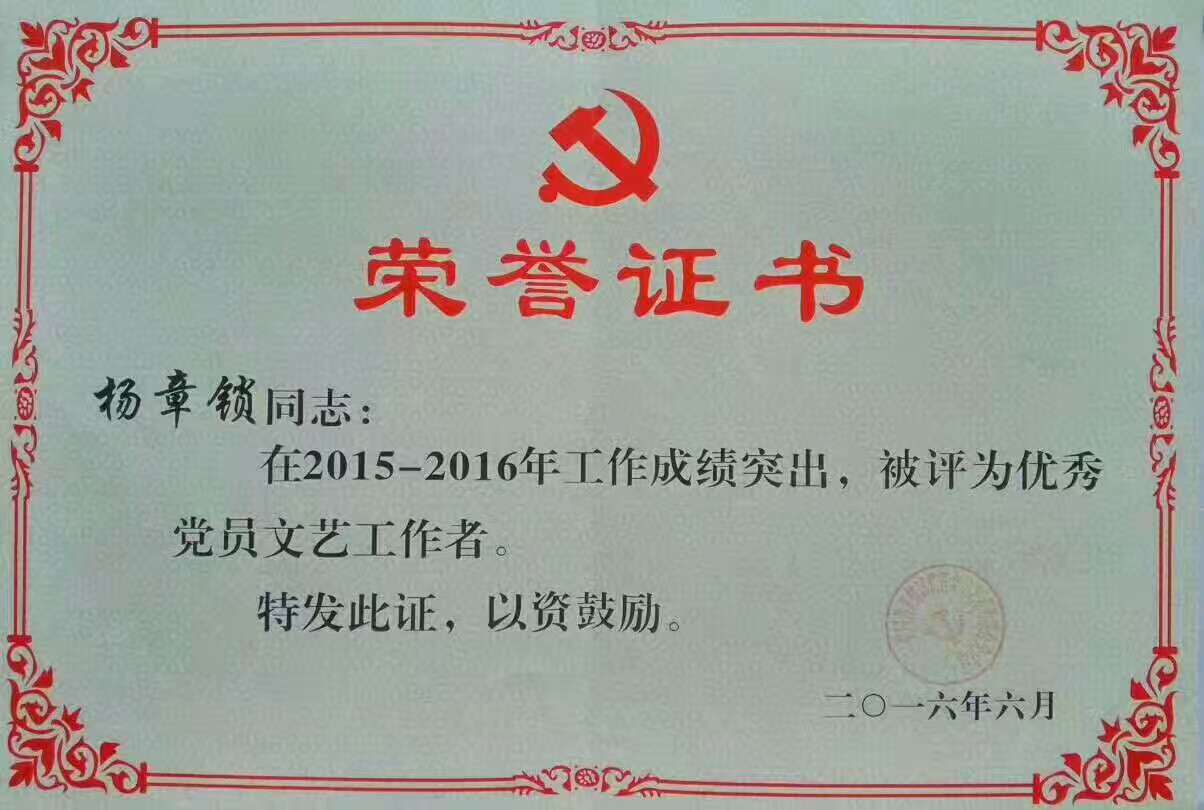 荣誉证书
杨章锁同志：
在2015-2016年工作成绩突出，被评为优秀
党员文艺工作者。
特发此证，以资鼓励。
二〇一六年六月